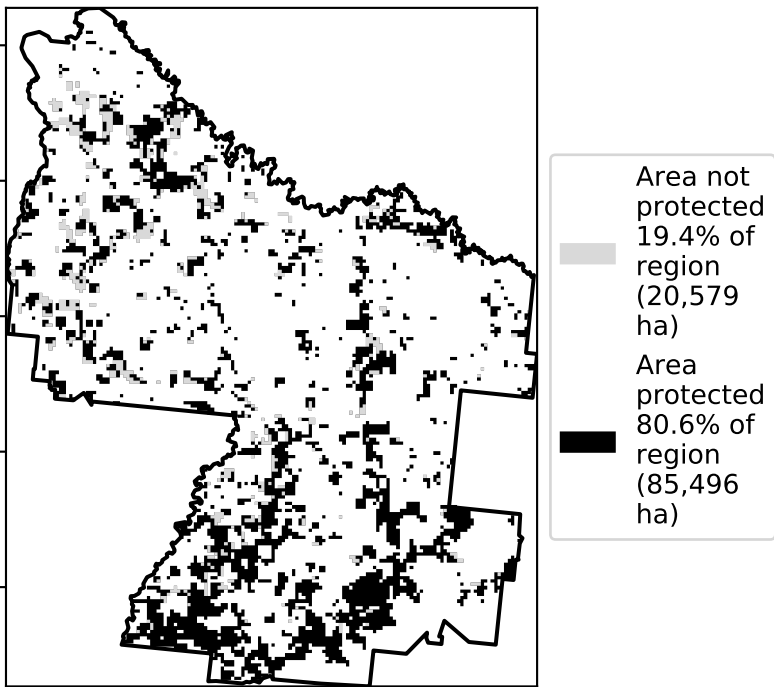 Area not
protected
19.4% of
region
(20,579
ha)
Area
protected
80.6% of
region
(85,496
ha)